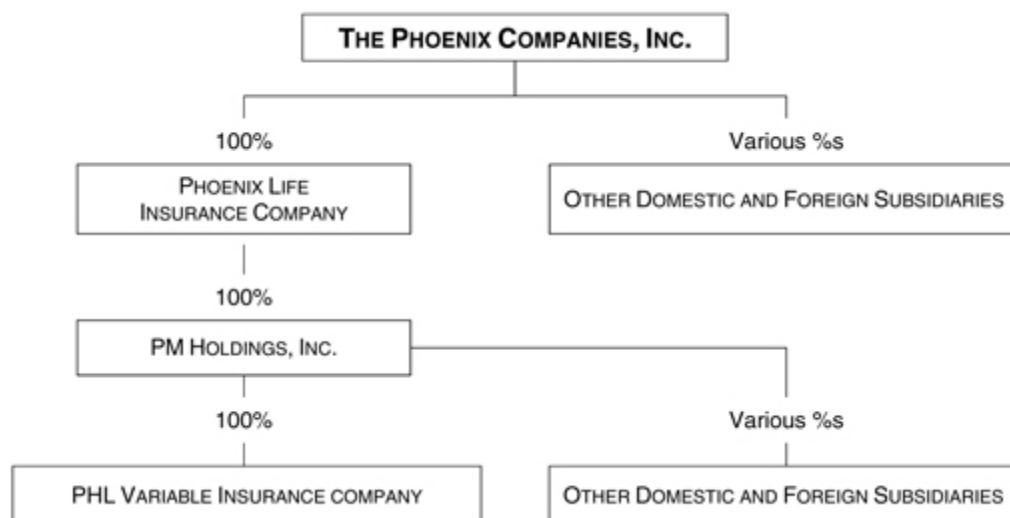 THE PHOENIX COMPANIES, INC.
100%
Various %s
PHOENIX LIFE
INSURANCE COMPANY
OTHER DOMESTIC AND FOREIGN SUBSIDIARIES
100%
PM HOLDINGS, INC.
100%
Various %s
PHL VARIABLE INSURANCE COMPANY
OTHER DOMESTIC AND FOREIGN SUBSIDIARIES